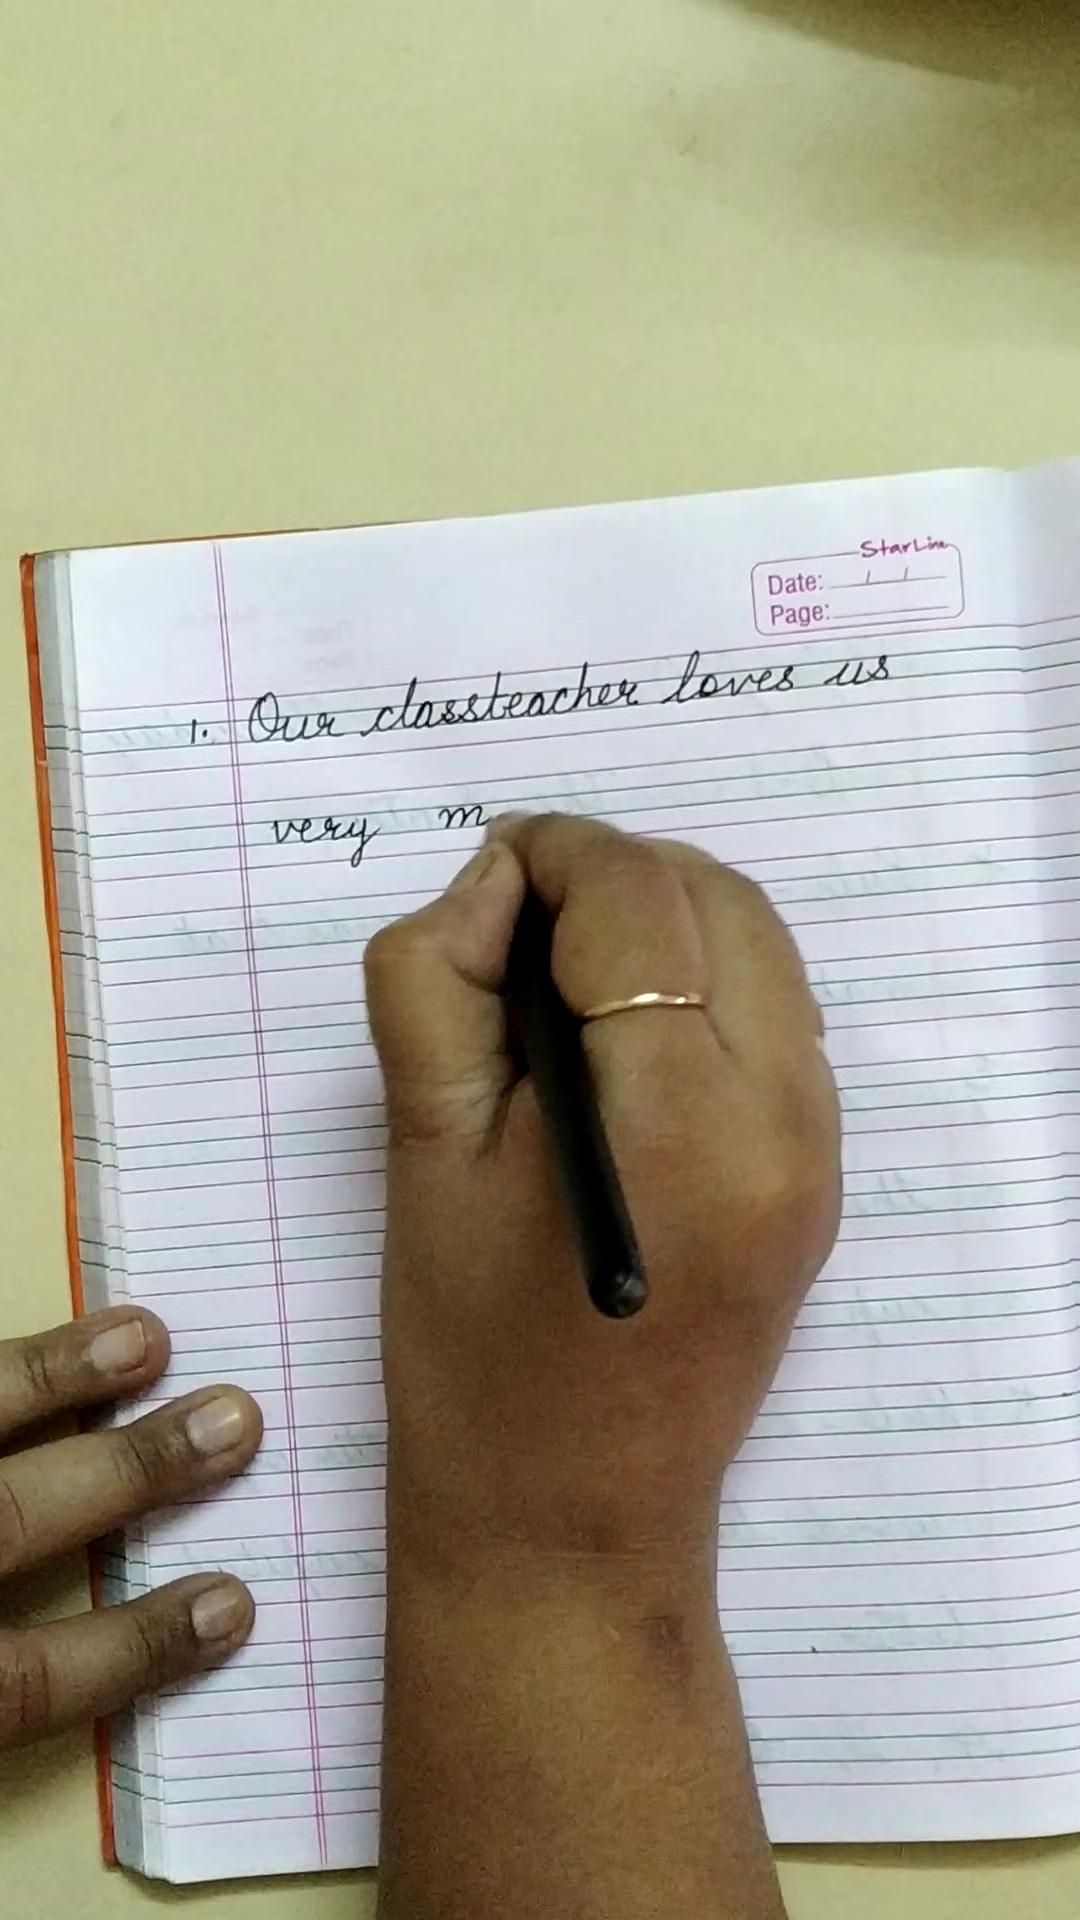 StarLine
Date: / /
Page:
1. Our classteacher loves us
very m